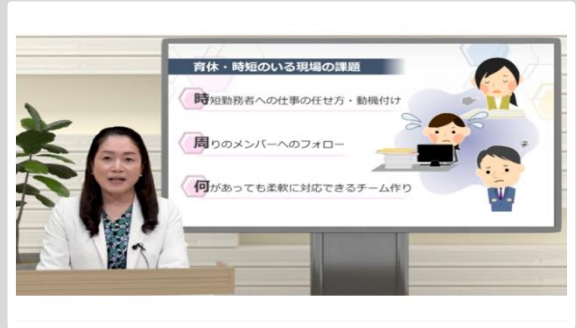 育休・時短のいる現場の課題
時短勤務者への仕事の任せ方・動機付け
周りのメンバーへのフォロー
何があっても柔軟に対応できるチーム作り